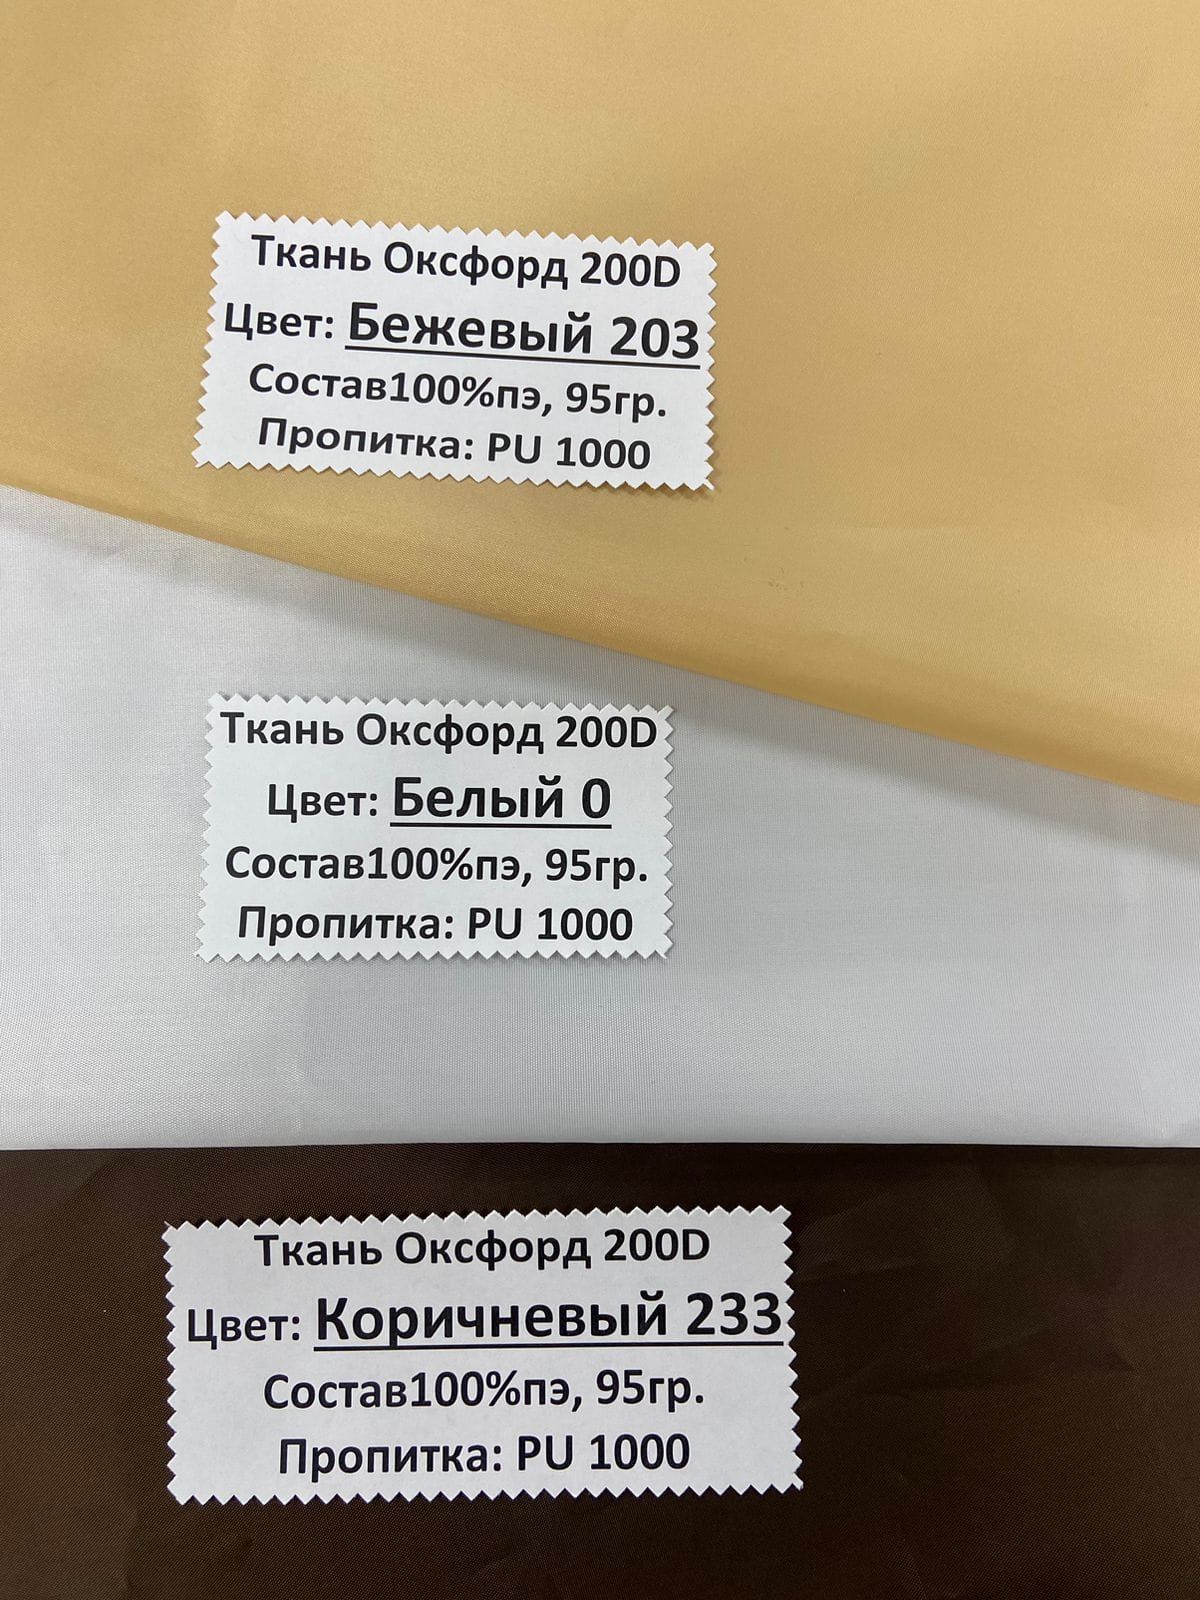 Ткань Оксфорд 200D
Цвет: Бежевый 203
Состав100%пэ, 95гр.
Пропитка: PU 1000
Ткань Оксфорд 200D
Цвет: Белый 0
Состав100%пэ, 95гр.
Пропитка: PU 1000
Ткань Оксфорд 200D
Цвет: Коричневый 233
Состав100%пэ, 95гр.
Пропитка: PU 1000